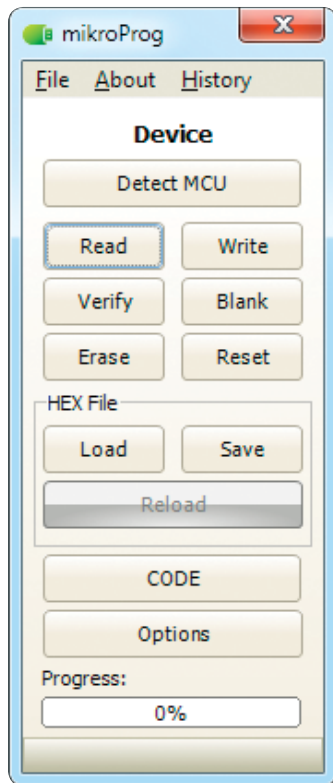 mikroProg
File About History
Device
Detect MCU
Read Write
Verify Blank
Erase Reset
HEX File
Load Save
Reload
CODE
Options
Progress:
0%